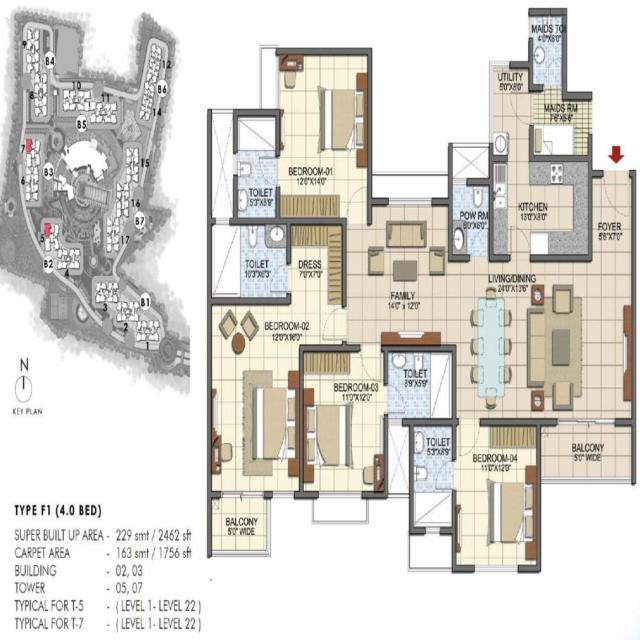 9
12
B4
8
10
11
B6
14
B5
7
6
B3
15
16
B7
5
17
B2
4
3
B1
2
1
N
KEY PLAN
MAIDS TOI
4'0"X6'0"
UTILITY
5'0"X8'0"
MAIDS RM
7'6"X5'6"
BEDROOM-01
12'0"X14'0"
TOILET
5'3"X8'9"
KITCHEN
13'0"X8'0"
POW RM
FOYER
5'8"X7'0"
TOILET
10'3"X6'3"
DRESS
7'0"X7'0"
LIVING/DINING
24'0"X13'6"
FAMILY
14'0" x 12'0"
BEDROOM-02
12'0"X16'0"
TOILET
8'9"X5'9"
BEDROOM-03
11'0"X12'0"
TOILET
5'3"X8'9"
BEDROOM-04
11'0"X12'0"
BALCONY
5'0" WIDE
BALCONY
5'0" WIDE
TYPE F1 (4.0 BED)
SUPER BUILT UP AREA - 229 smt / 2462 sft
CARPET AREA - 163 smt / 1756 sft
BUILDING - 02, 03
TOWER - 05, 07
TYPICAL FOR T-5 - ( LEVEL 1- LEVEL 22 )
TYPICAL FOR T-7 - ( LEVEL 1- LEVEL 22 )